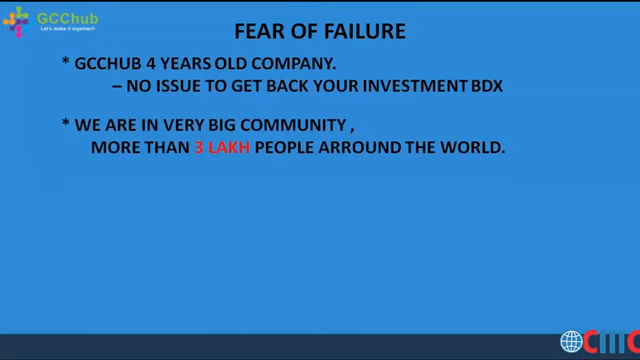 GCChub
Let's make it together!!
FEAR OF FAILURE
* GCCHUB 4 YEARS OLD COMPANY.
– NO ISSUE TO GET BACK YOUR INVESTMENT BDX
* WE ARE IN VERY BIG COMMUNITY ,
MORE THAN 3 LAKH PEOPLE ARROUND THE WORLD.